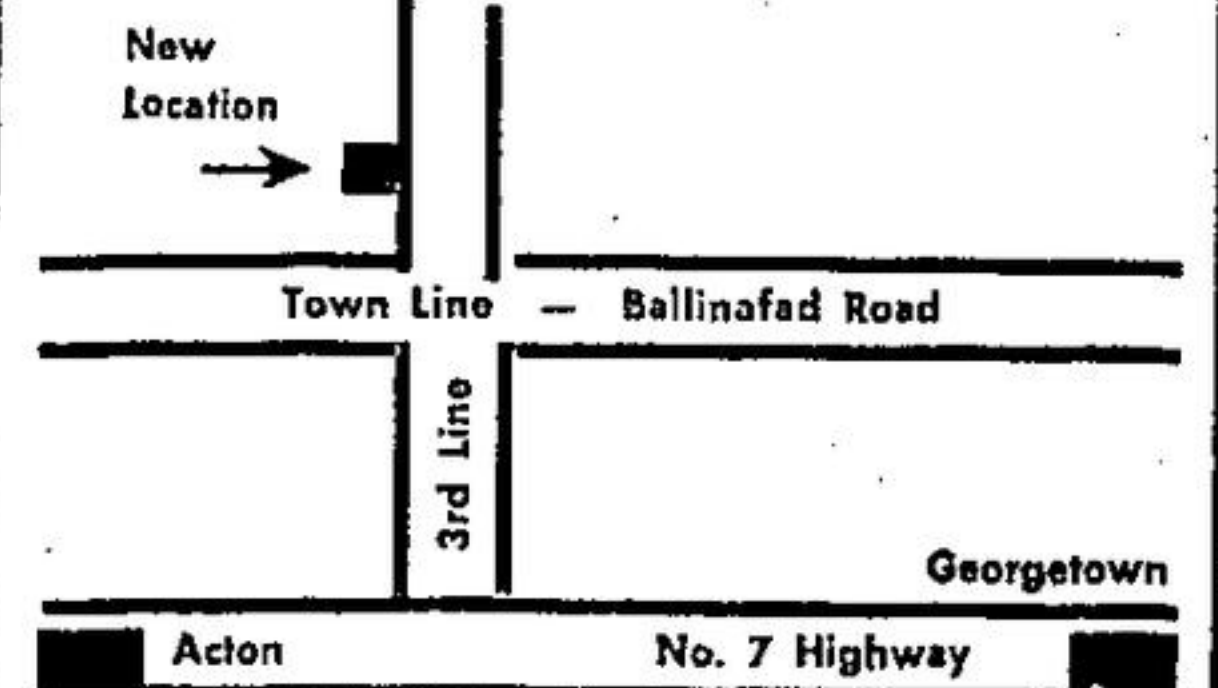 New
Location
Town Line — Ballinafad Road
3rd Line
Georgetown
Acton
No. 7 Highway